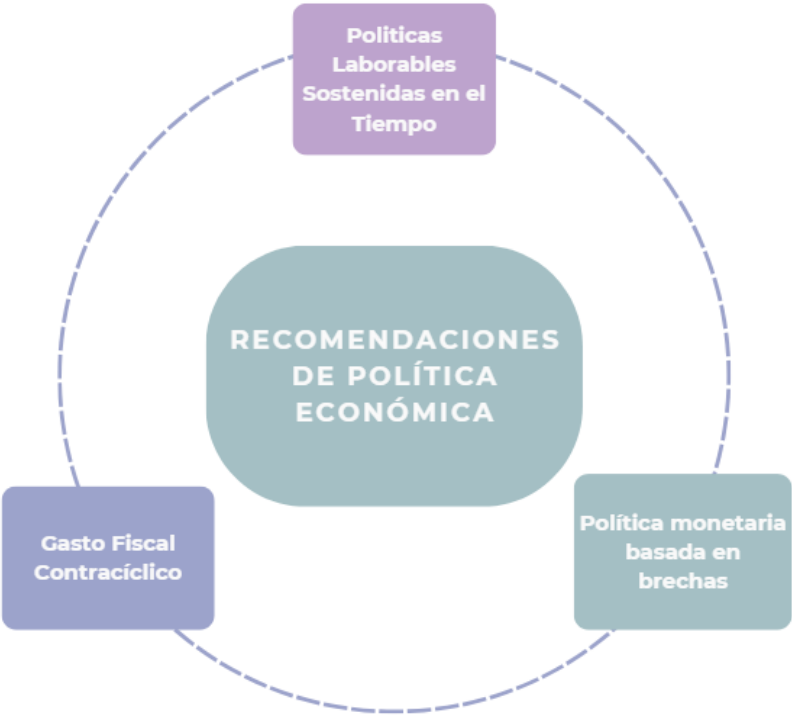 Politicas
Laborables
Sostenidas en el
Tiempo
RECOMENDACIONES
DE POLÍTICA
ECONÓMICA
Gasto Fiscal
Contracíclico
Política monetaria
basada en
brechas